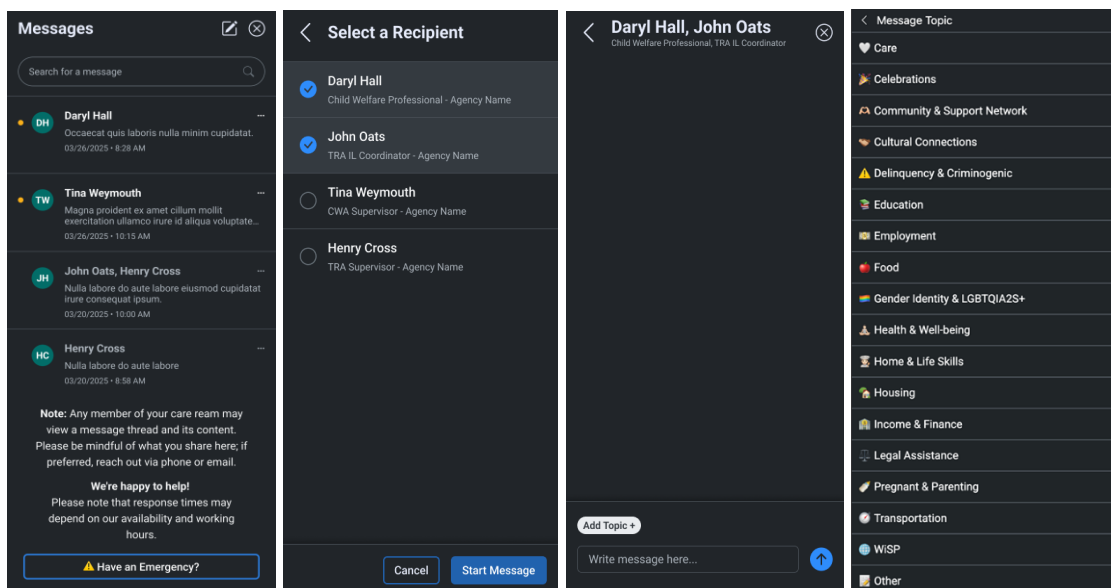 Messages
Search for a message
DH
Daryl Hall
Occaecat quis laboris nulla minim cupidatat.
03/26/2025 • 8:28 AM
TW
Tina Weymouth
Magna proident ex amet cillum mollit
exercitation ullamco irure id aliqua voluptate...
03/26/2025 • 10:15 AM
JH
John Oats, Henry Cross
Nulla labore do aute labore eiusmod cupidatat
irure consequat ipsum.
03/20/2025 • 10:00 AM
HC
Henry Cross
Nulla labore do aute labore
03/20/2025 • 8:58 AM
Note: Any member of your care ream may
view a message thread and its content.
Please be mindful of what you share here; if
preferred, reach out via phone or email.
We're happy to help!
Please note that response times may
depend on our availability and working
hours.
Have an Emergency?
Select a Recipient
Daryl Hall
Child Welfare Professional - Agency Name
John Oats
TRA IL Coordinator - Agency Name
Tina Weymouth
CWA Supervisor - Agency Name
Henry Cross
TRA Supervisor - Agency Name
Cancel
Start Message
Daryl Hall, John Oats
Child Welfare Professional, TRA IL Coordinator
Add Topic +
Write message here...
Message Topic
Care
Celebrations
Community & Support Network
Cultural Connections
Delinquency & Criminogenic
Education
Employment
Food
Gender Identity & LGBTQIA2S+
Health & Well-being
Home & Life Skills
Housing
Income & Finance
Legal Assistance
Pregnant & Parenting
Transportation
WiSP
Other